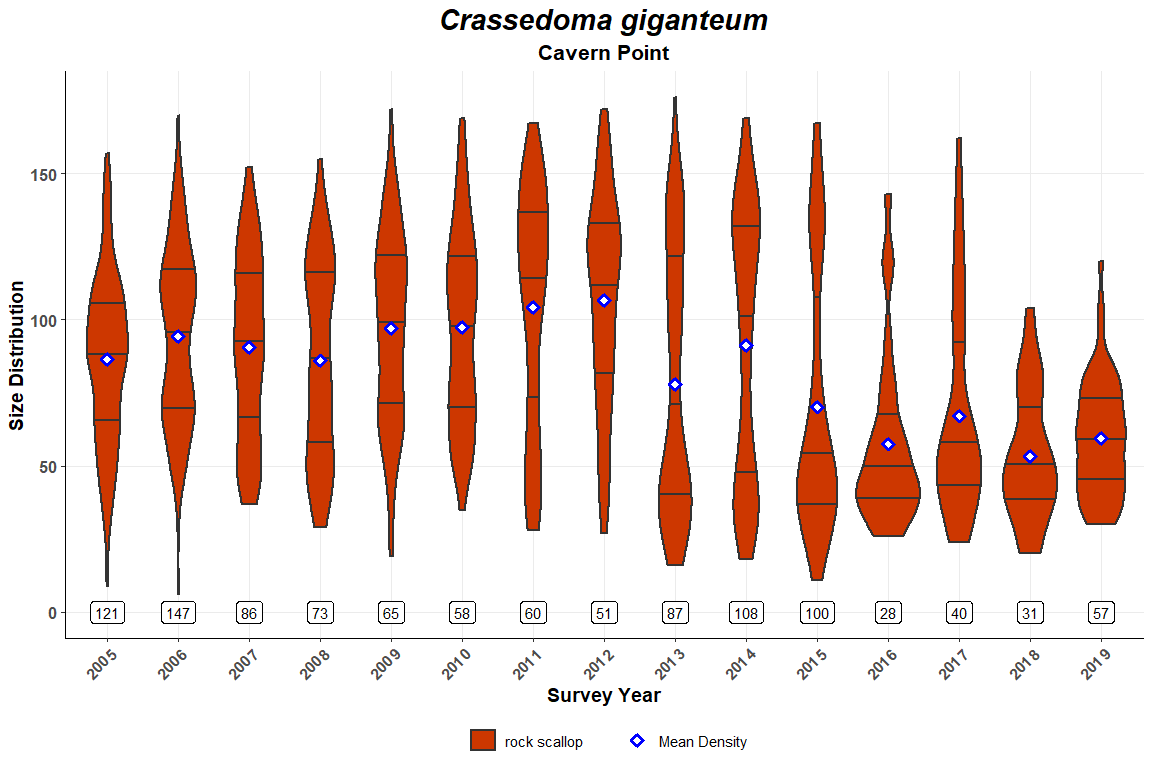 Crassedoma giganteum
Cavern Point
Size Distribution
150
100
50
0
121 147 86 73 65 58 60 51 87 108 100 28 40 31 57
2005 2006 2007 2008 2009 2010 2011 2012 2013 2014 2015 2016 2017 2018 2019
Survey Year
rock scallop Mean Density